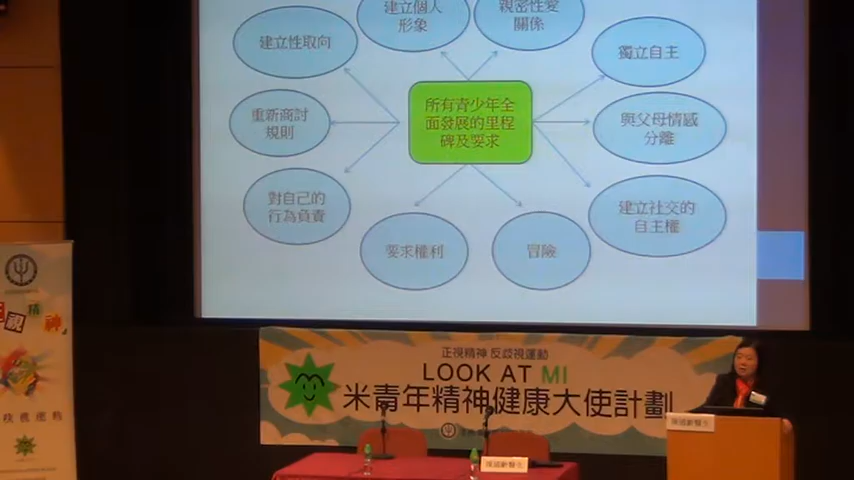 建立個人
形象
親密性愛
關係
建立性取向
獨立自主
所有青少年全
面發展的里程
碑及要求
重新商討
規則
與父母情感
分離
對自己的
行為負責
建立社交的
自主權
要求權利
冒險
正視精神 反歧視運動
LOOK AT MI
米青年精神健康大使計劃
視
精
神